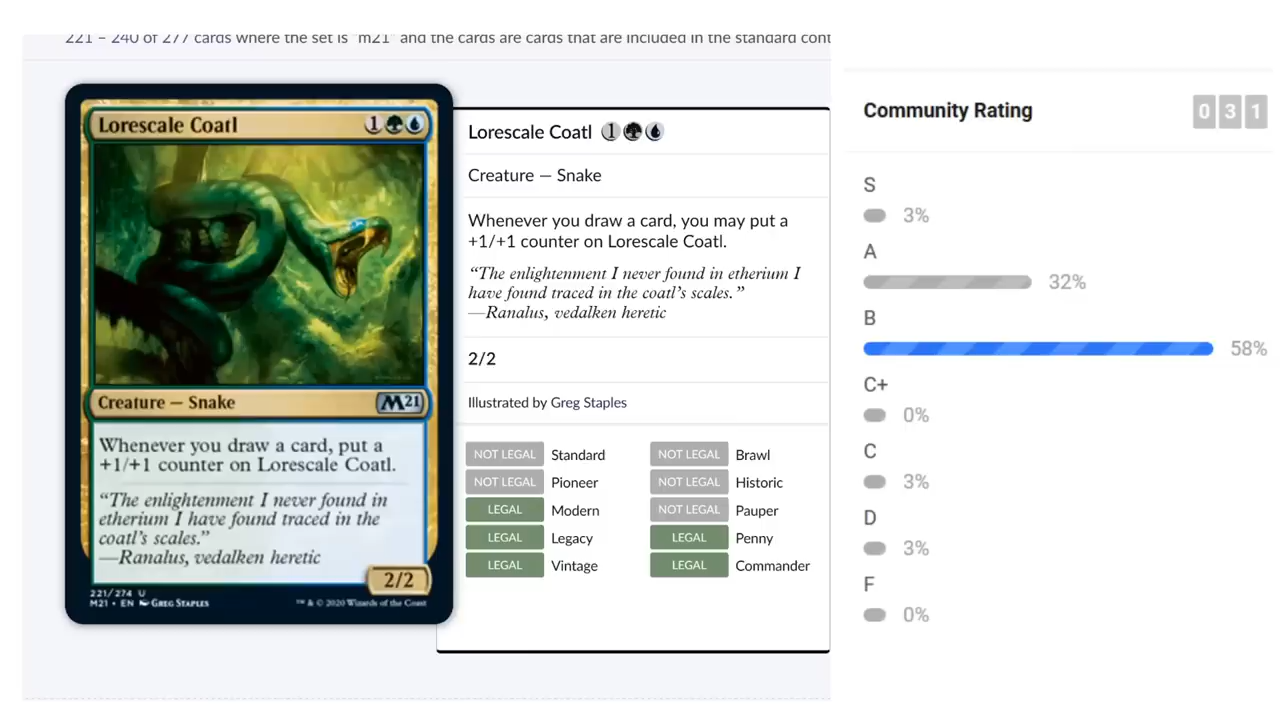 221 – 240 of 277 cards where the set is "m21" and the cards are cards that are included in the standard cont
Lorescale Coatl 1
Creature — Snake
M21
Whenever you draw a card, put a
+1/+1 counter on Lorescale Coatl.
“The enlightenment I never found in
etherium I have found traced in the
coatl’s scales.”
—Ranalus, vedalken heretic
2/2
221/274 U
M21 • EN Greg Staples
™ & © 2020 Wizards of the Coast
Lorescale Coatl 1
Creature — Snake
Whenever you draw a card, you may put a
+1/+1 counter on Lorescale Coatl.
“The enlightenment I never found in etherium I
have found traced in the coatl’s scales.”
—Ranalus, vedalken heretic
2/2
Illustrated by Greg Staples
NOT LEGAL Standard NOT LEGAL Brawl
NOT LEGAL Pioneer NOT LEGAL Historic
LEGAL Modern NOT LEGAL Pauper
LEGAL Legacy LEGAL Penny
LEGAL Vintage LEGAL Commander
Community Rating 0 3 1
S
3%
A
32%
B
58%
C+
0%
C
3%
D
3%
F
0%